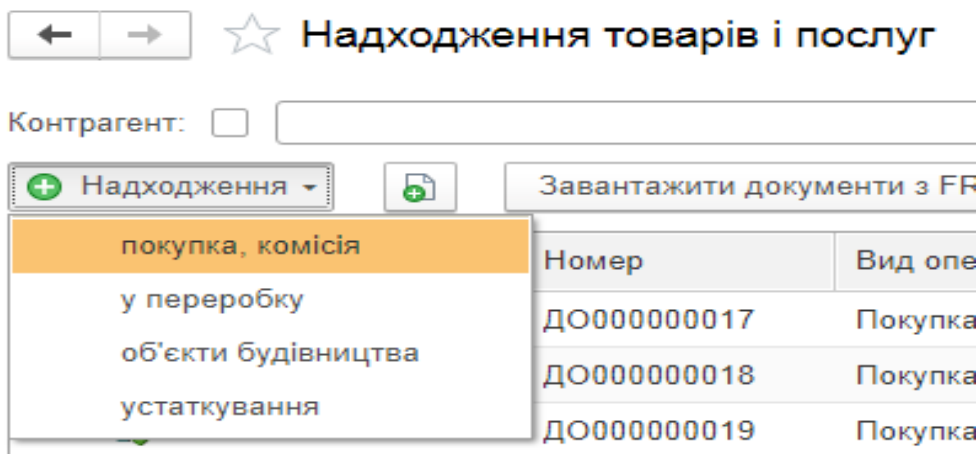 Надходження товарів і послуг
Контрагент:
Надходження
Завантажити документи з FR
покупка, комісія
Номер
Вид опе
у переробку
ДО000000017
Покупка
об'єкти будівництва
ДО000000018
Покупка
устаткування
ДО000000019
Покупка